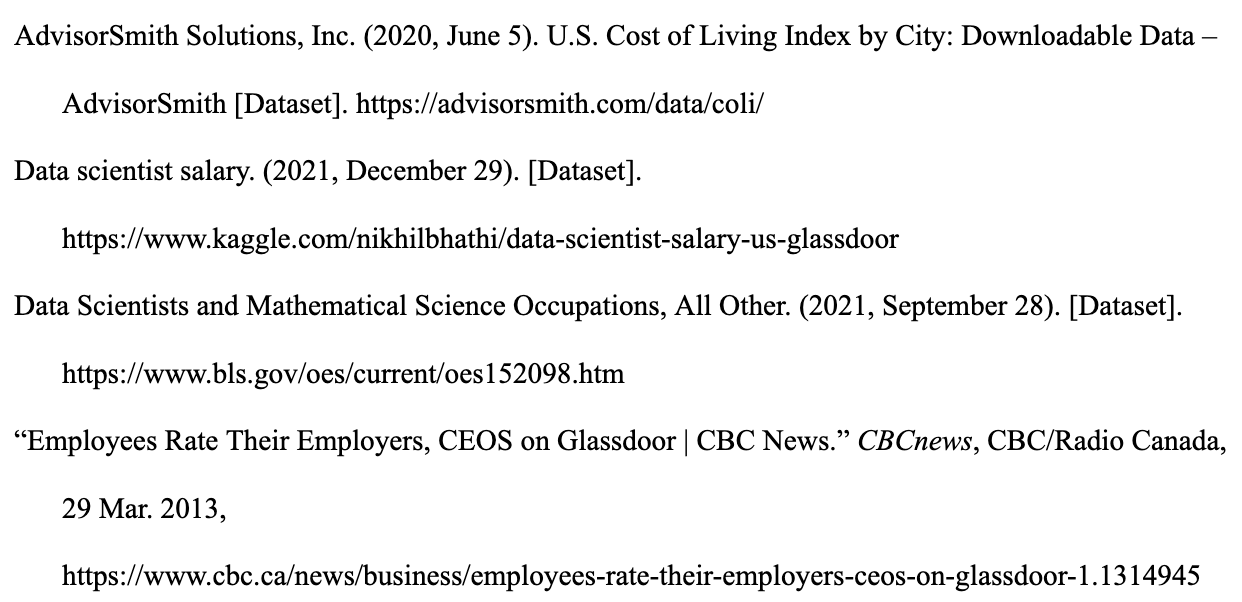 AdvisorSmith Solutions, Inc. (2020, June 5). U.S. Cost of Living Index by City: Downloadable Data –
AdvisorSmith [Dataset]. https://advisorsmith.com/data/coli/
Data scientist salary. (2021, December 29). [Dataset].
https://www.kaggle.com/nikhilbhathi/data-scientist-salary-us-glassdoor
Data Scientists and Mathematical Science Occupations, All Other. (2021, September 28). [Dataset].
https://www.bls.gov/oes/current/oes152098.htm
“Employees Rate Their Employers, CEOS on Glassdoor | CBC News.” CBCnews, CBC/Radio Canada,
29 Mar. 2013,
https://www.cbc.ca/news/business/employees-rate-their-employers-ceos-on-glassdoor-1.1314945